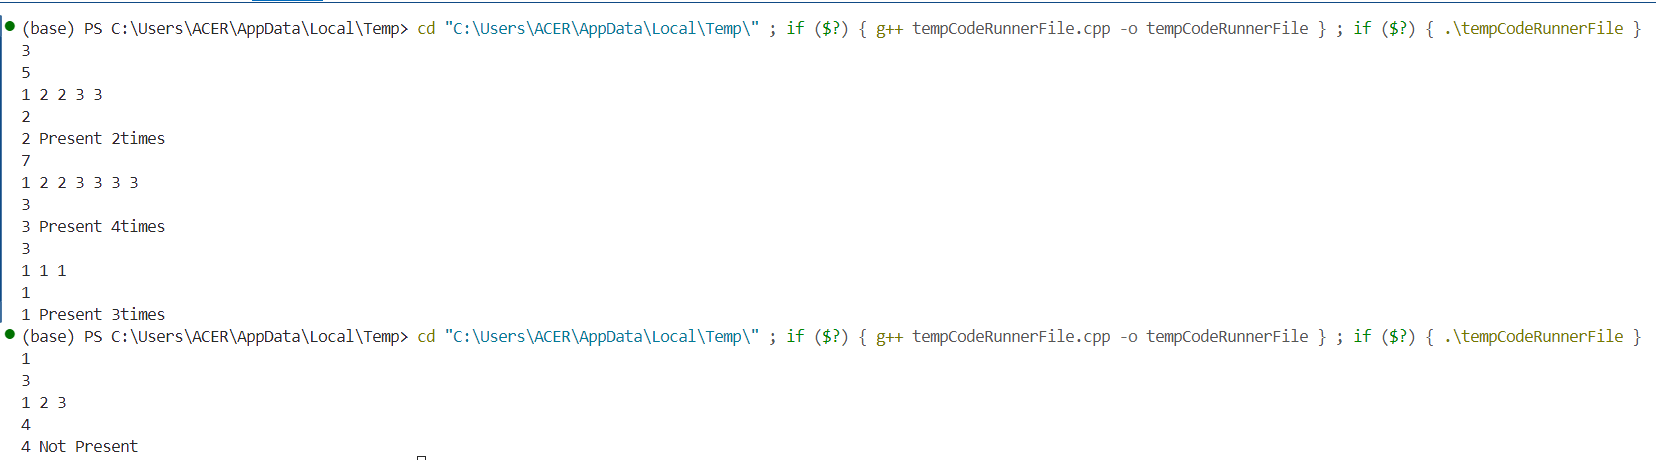 (base) PS C:\Users\ACER\AppData\Local\Temp> cd "C:\Users\ACER\AppData\Local\Temp\" ; if ($?) { g++ tempCodeRunnerFile.cpp -o tempCodeRunnerFile } ; if ($?) { .\tempCodeRunnerFile }
3
5
1 2 2 3 3
2
2 Present 2times
7
1 2 2 3 3 3 3
3
3 Present 4times
3
1 1 1
1
1 Present 3times
(base) PS C:\Users\ACER\AppData\Local\Temp> cd "C:\Users\ACER\AppData\Local\Temp\" ; if ($?) { g++ tempCodeRunnerFile.cpp -o tempCodeRunnerFile } ; if ($?) { .\tempCodeRunnerFile }
1
3
1 2 3
4
4 Not Present